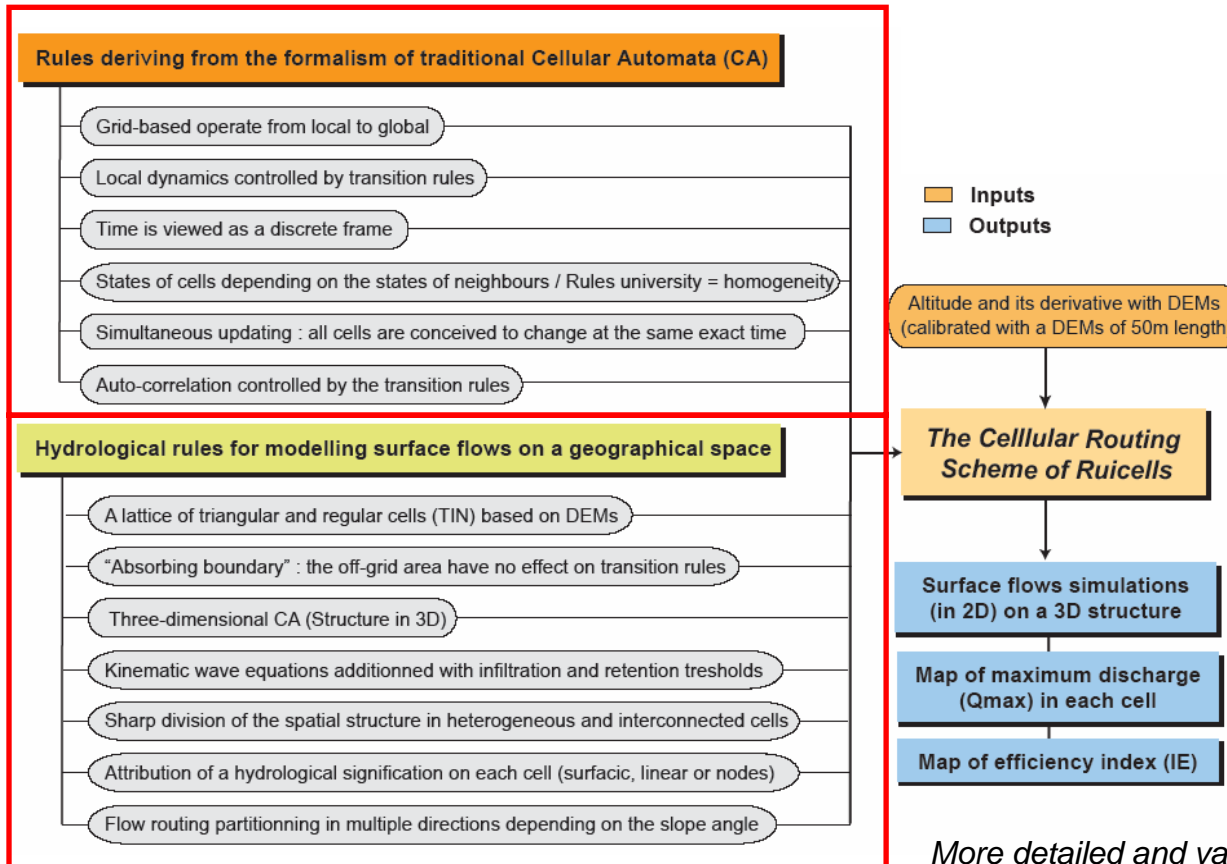 Rules deriving from the formalism of traditional Cellular Automata (CA)
Grid-based operate from local to global
Local dynamics controlled by transition rules
Time is viewed as a discrete frame
States of cells depending on the states of neighbours / Rules university = homogeneity
Simultaneous updating : all cells are conceived to change at the same exact time
Auto-correlation controlled by the transition rules
Hydrological rules for modelling surface flows on a geographical space
A lattice of triangular and regular cells (TIN) based on DEMs
“Absorbing boundary” : the off-grid area have no effect on transition rules
Three-dimensional CA (Structure in 3D)
Kinematic wave equations additionned with infiltration and retention tresholds
Sharp division of the spatial structure in heterogeneous and interconnected cells
Attribution of a hydrological signification on each cell (surfacic, linear or nodes)
Flow routing partitionning in multiple directions depending on the slope angle
Inputs
Outputs
Altitude and its derivative with DEMs
(calibrated with a DEMs of 50m length
The Celllular Routing
Scheme of Ruicells
Surface flows simulations
(in 2D) on a 3D structure
Map of maximum discharge
(Qmax) in each cell
Map of efficiency index (IE)
More detailed and va